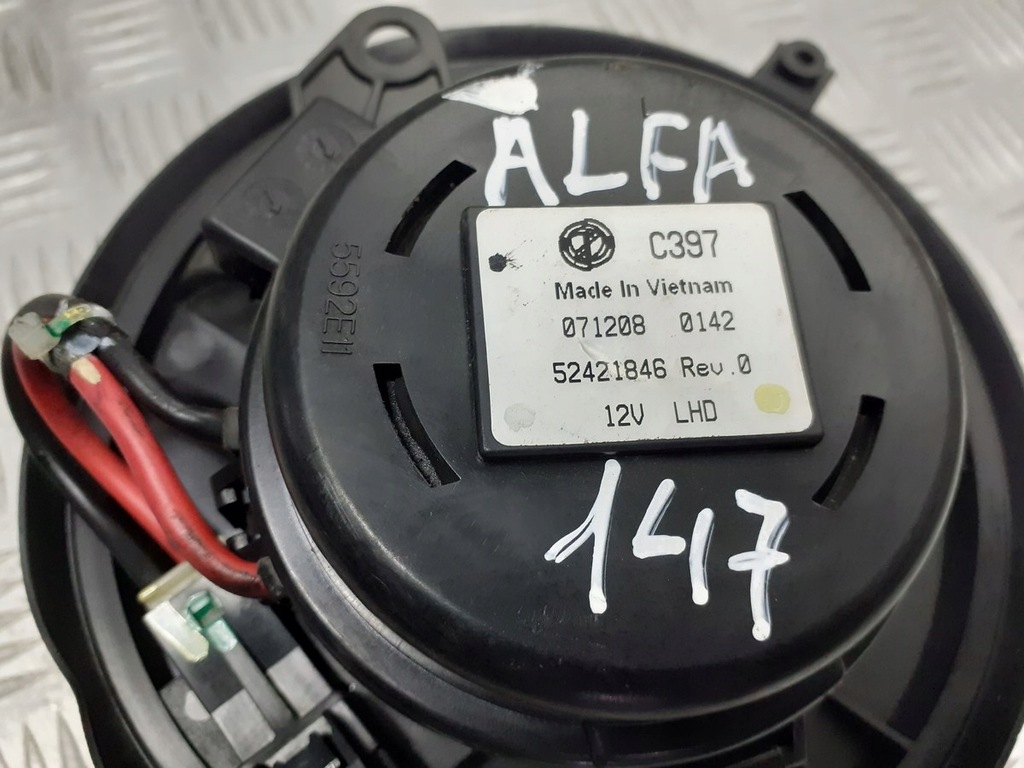 ALFA
C397
Made In Vietnam
071208 0142
52421846 Rev.0
12V LHD
147
5592E11